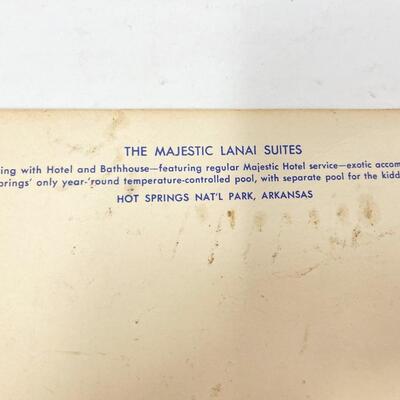 THE MAJESTIC LANAI SUITES
ing with Hotel and Bathhouse—featuring regular Majestic Hotel service—exotic accom
prings' only year-'round temperature-controlled pool, with separate pool for the kidd
HOT SPRINGS NAT'L PARK, ARKANSAS